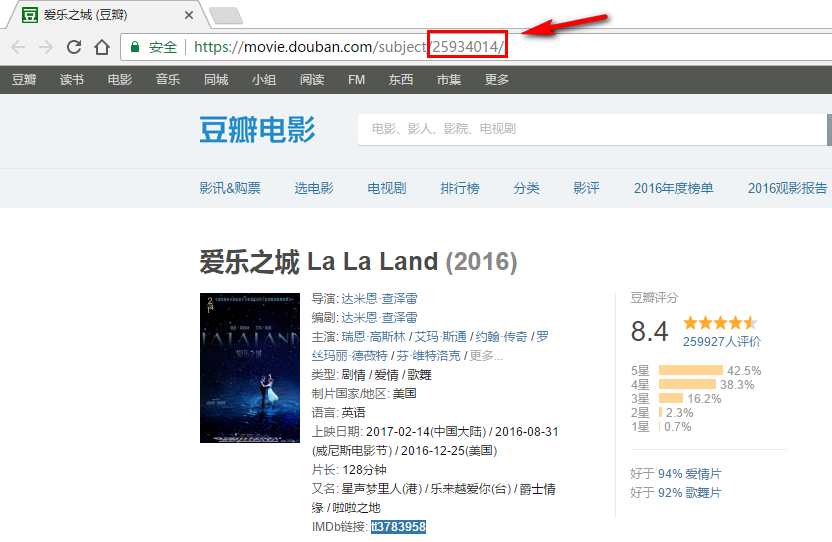 爱乐之城 (豆瓣)
安全 https://movie.douban.com/subject/25934014/
豆瓣 读书 电影 音乐 同城 小组 阅读 FM 东西 市集 更多
豆瓣电影
电影、影人、影院、电视剧
影讯&购票 选电影 电视剧 排行榜 分类 影评 2016年度榜单 2016观影报告
爱乐之城 La La Land (2016)
导演: 达米恩·查泽雷
编剧: 达米恩·查泽雷
主演: 瑞恩·高斯林 / 艾玛·斯通 / 约翰·传奇 / 罗
丝玛丽·德薇特 / 芬·维特洛克 / 更多...
类型: 剧情 / 爱情 / 歌舞
制片国家/地区: 美国
语言: 英语
上映日期: 2017-02-14(中国大陆) / 2016-08-31
(威尼斯电影节) / 2016-12-25(美国)
片长: 128分钟
又名: 星声梦里人(港) / 乐来越爱你(台) / 爵士情
缘 / 啦啦之地
IMDb链接: tt3783958
豆瓣评分
8.4
259927人评价
5星 42.5%
4星 38.3%
3星 16.2%
2星 2.3%
1星 0.7%
好于 94% 爱情片
好于 92% 歌舞片
LALALAND
爱乐之城